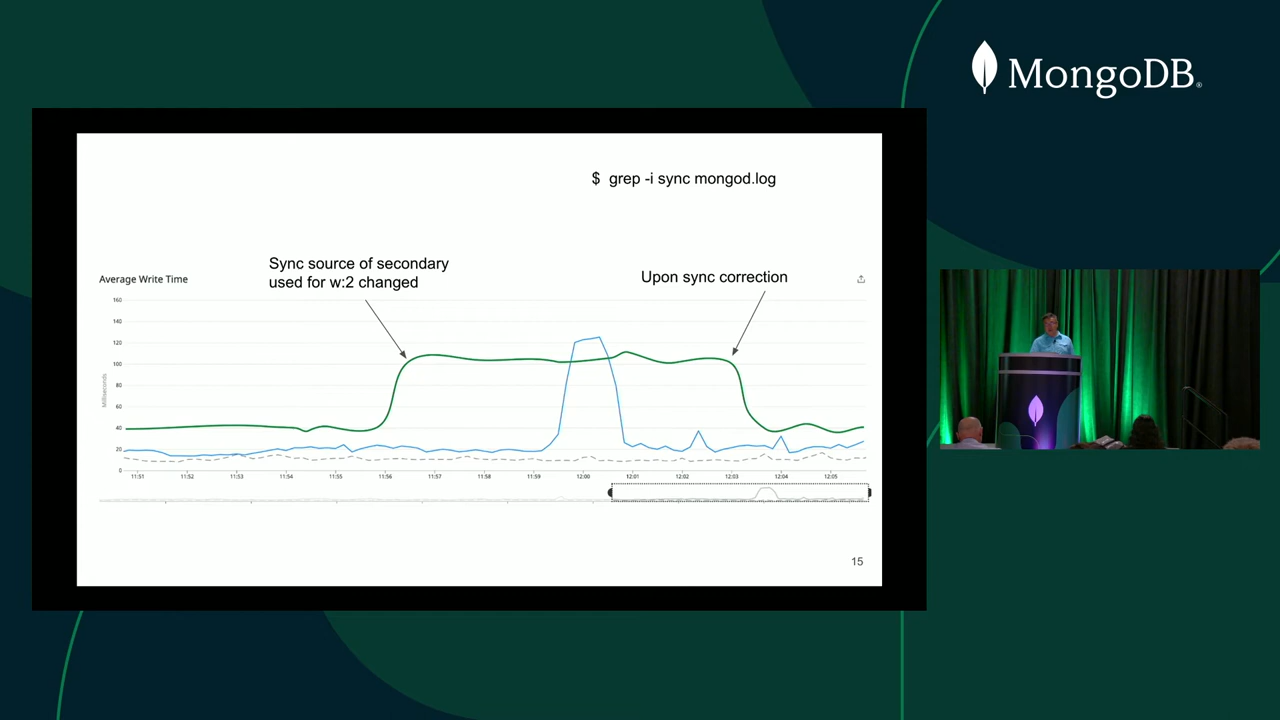 MongoDB®
$ grep -i sync mongod.log
Sync source of secondary
used for w:2 changed
Upon sync correction
Average Write Time
160
140
120
100
80
60
40
20
0
Milliseconds
11:51 11:52 11:53 11:54 11:55 11:56 11:57 11:58 11:59 12:00 12:01 12:02 12:03 12:04 12:05
15